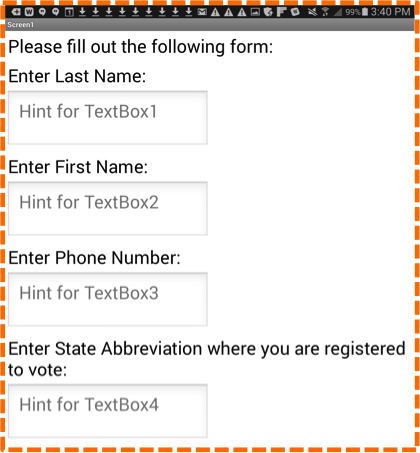 99% 3:40 PM
Screen1
Please fill out the following form:
Enter Last Name:
Hint for TextBox1
Enter First Name:
Hint for TextBox2
Enter Phone Number:
Hint for TextBox3
Enter State Abbreviation where you are registered
to vote:
Hint for TextBox4